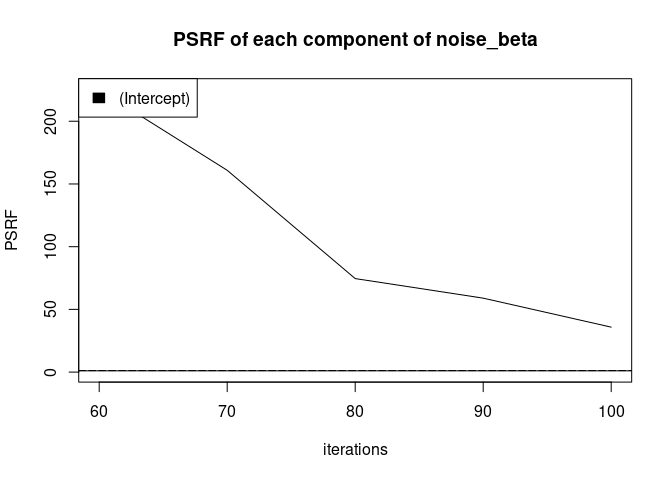 PSRF of each component of noise_beta
(Intercept)
PSRF
200
150
100
50
0
60 70 80 90 100
iterations